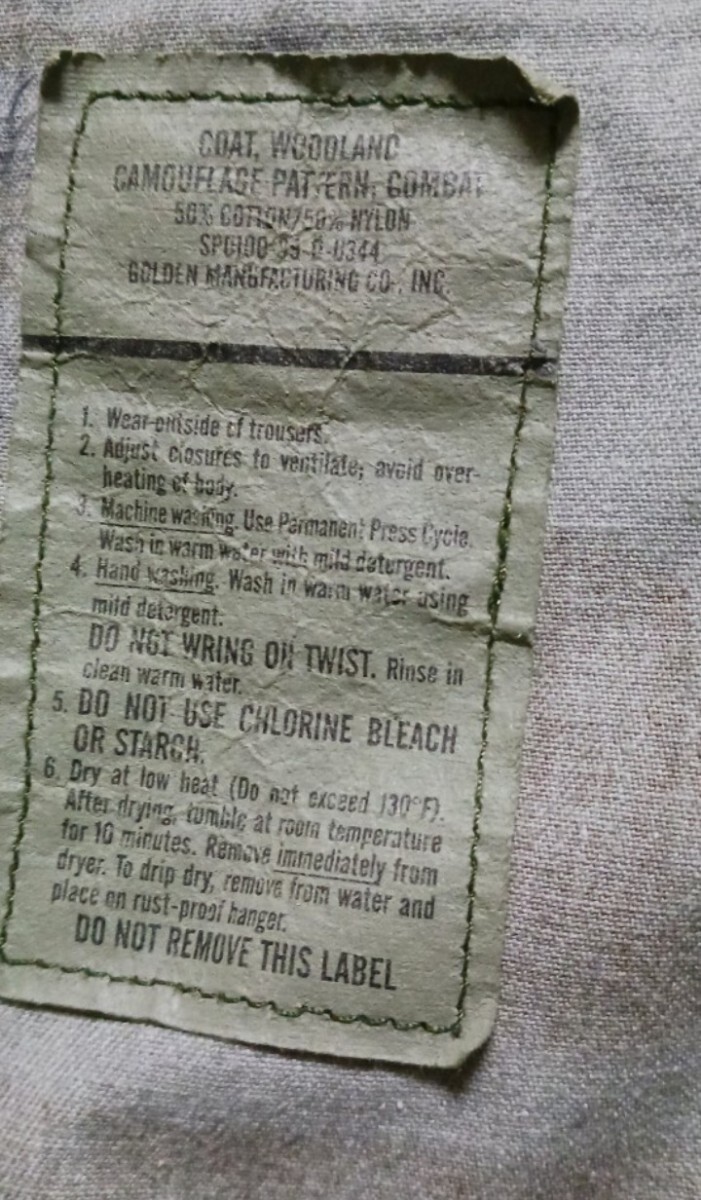 COAT, WOODLAND
CAMOUFLAGE PATTERN, COMBAT
50% COTTON/50% NYLON
GOLDEN MANUFACTURING CO., INC.
1. Wear outside of trousers.
2. Adjust closures to ventilate; avoid over-
heating of body.
3. Machine washing. Use Permanent Press Cycle.
Wash in warm water with mild detergent.
4. Hand washing. Wash in warm water using
mild detergent.
DO NOT WRING OR TWIST. Rinse in
clean warm water.
5. DO NOT USE CHLORINE BLEACH
OR STARCH.
6. Dry at low heat (Do not exceed 130°F).
After drying, tumble at room temperature
for 10 minutes. Remove immediately from
dryer. To drip dry, remove from water and
place on rust-proof hanger.
DO NOT REMOVE THIS LABEL